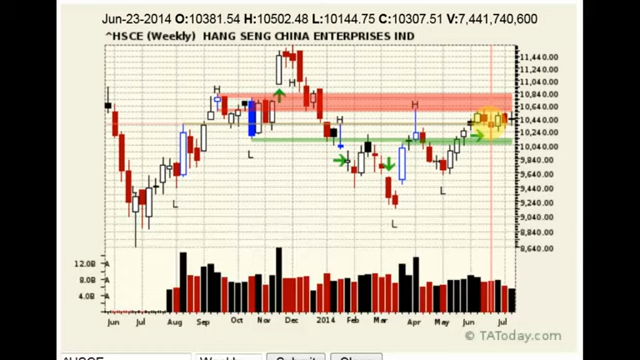 Jun-23-2014 O:10381.54 H:10502.48 L:10144.75 C:10307.51 V:7,441,740,600
^HSCE (Weekly) HANG SENG CHINA ENTERPRISES IND
11,440.00
11,240.00
11,040.00
10,840.00
10,640.00
10,440.00
10,240.00
10,040.00
9,840.00
9,640.00
9,440.00
9,240.00
9,040.00
8,840.00
8,640.00
H
H
H
H
L
L
L
L
12.0B
8.0B
4.0B
A
A
A
Jun Jul Aug Sep Oct Nov Dec 2014 Feb Mar Apr May Jun Jul
© TAToday.com
Weekly
Submit